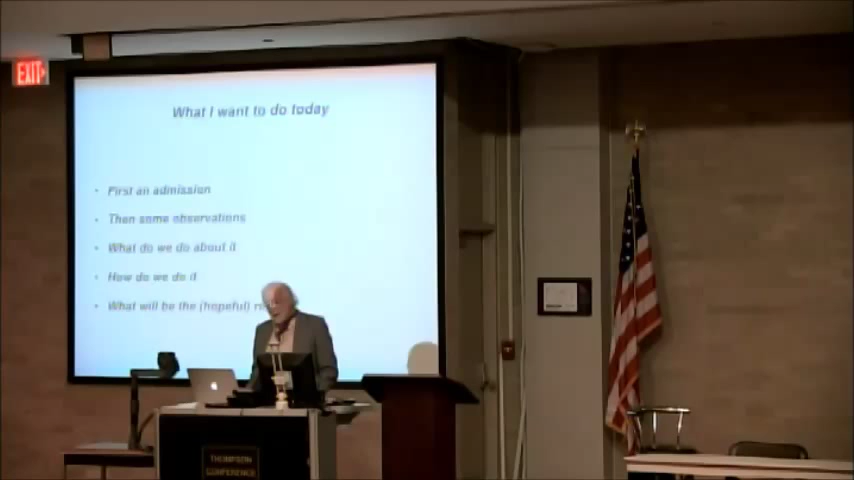 EXIT
What I want to do today
• First an admission
• Then some observations
• What do we do about it
• How do we do it
• What will be the (hopeful)
THOMPSON
CONFERENCE